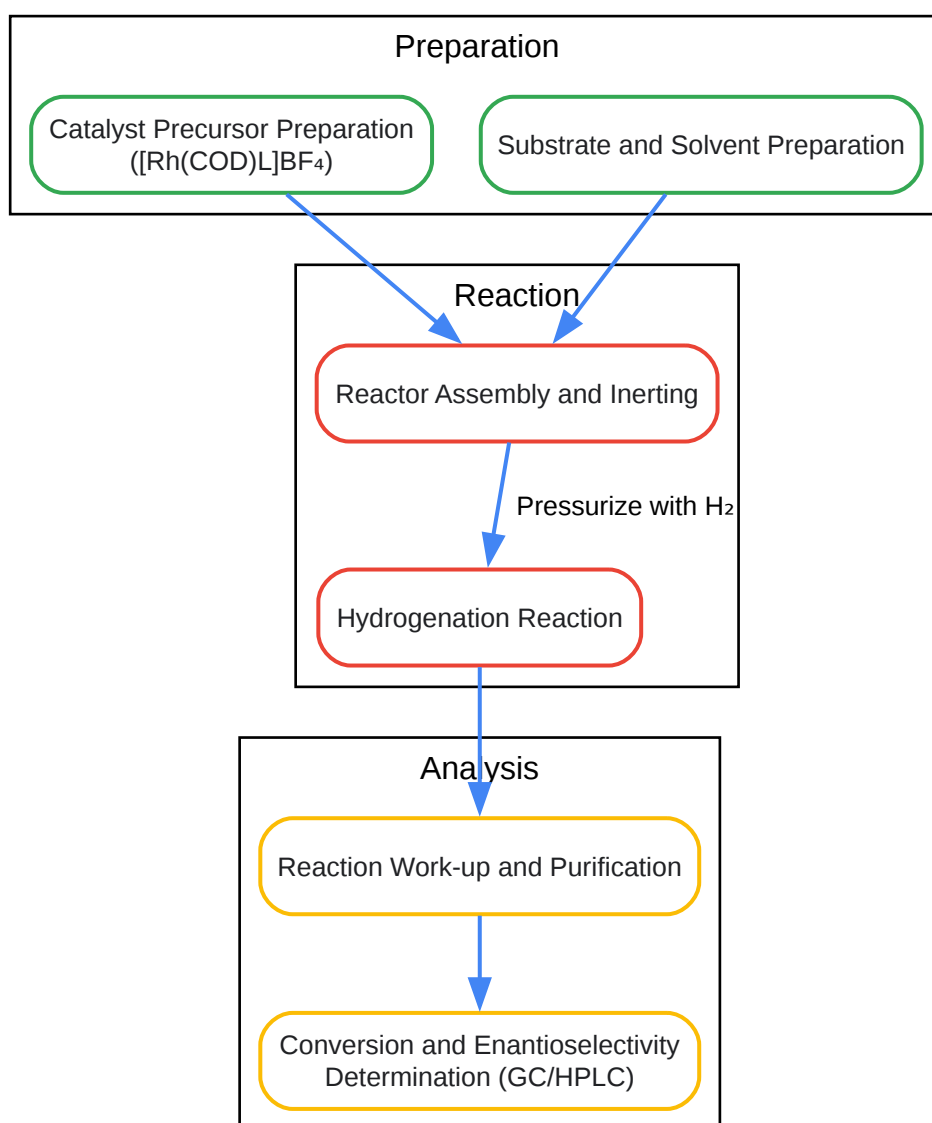 Preparation
Catalyst Precursor Preparation
([Rh(COD)L]BF₄)
Substrate and Solvent Preparation
Reaction
Reactor Assembly and Inerting
Pressurize with H₂
Hydrogenation Reaction
Analysis
Reaction Work-up and Purification
Conversion and Enantioselectivity
Determination (GC/HPLC)